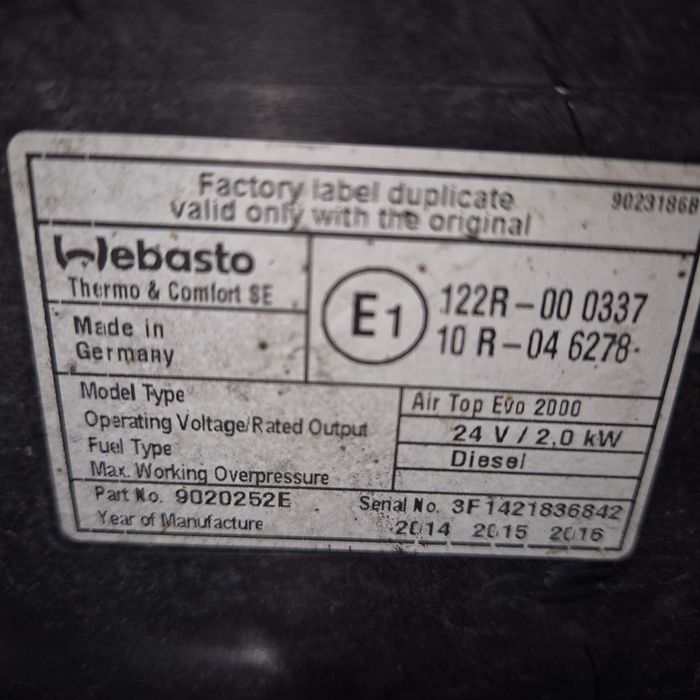 Factory label duplicate
valid only with the original
90231868
Webasto
Thermo & Comfort SE
Made in
Germany
E1
122R-00 0337
10 R-04 6278
Model Type Air Top Evo 2000
Operating Voltage/Rated Output 24 V / 2,0 kW
Fuel Type Diesel
Max. Working Overpressure
Part No. 9020252E Serial No. 3F1421836842
Year of Manufacture 2014 2015 2016